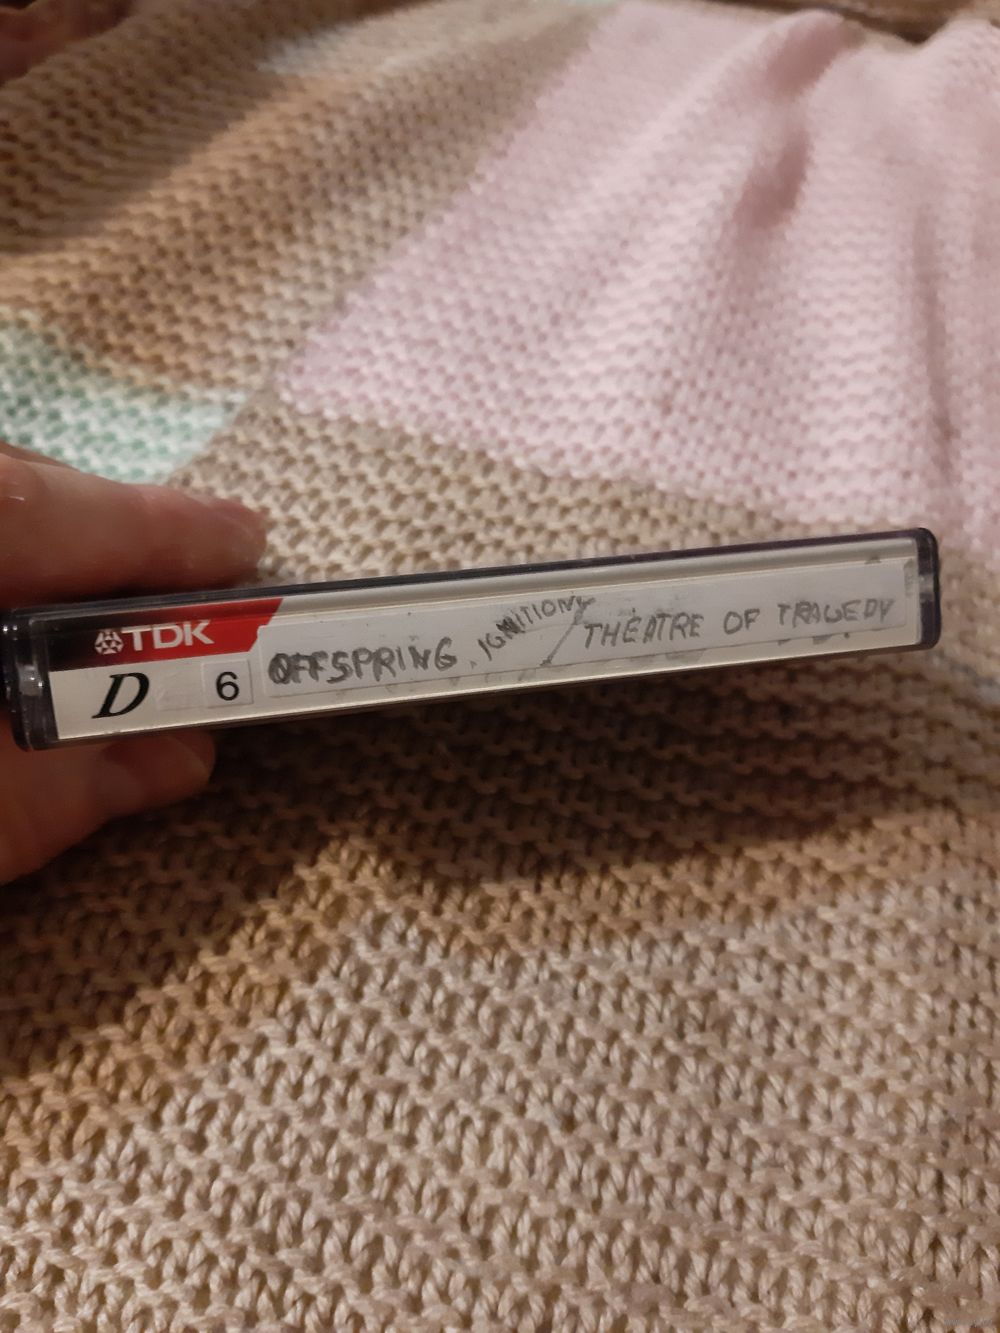 TDK
D 6 OFFSPRING, IGNITION / THEATRE OF TRAGEDY